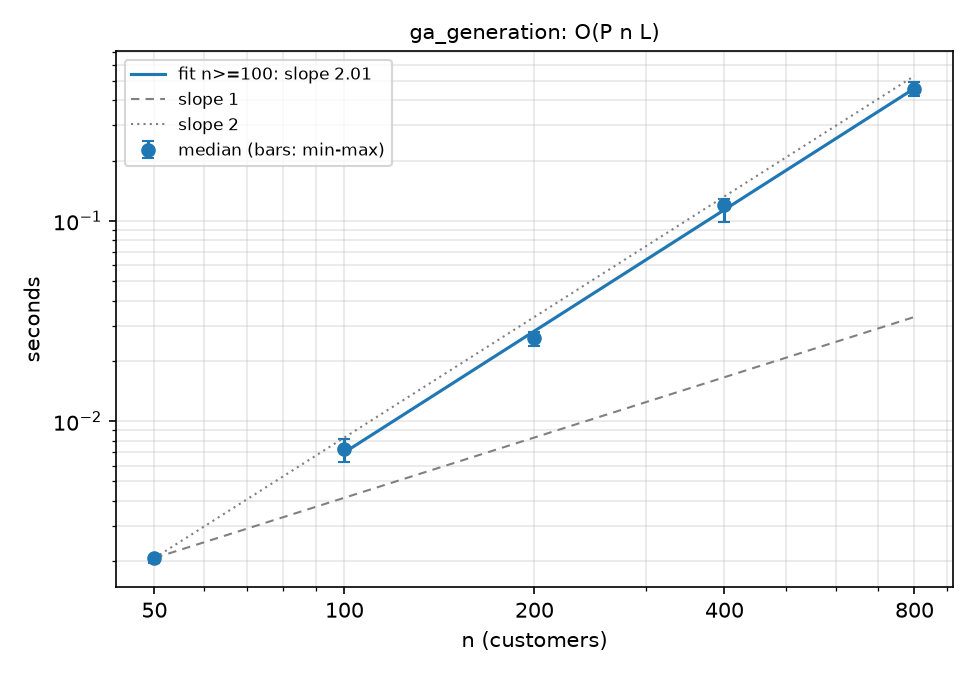 ga_generation: O(P n L)
fit n>=100: slope 2.01
slope 1
slope 2
median (bars: min-max)
seconds
10⁻¹
10⁻²
50 100 200 400 800
n (customers)